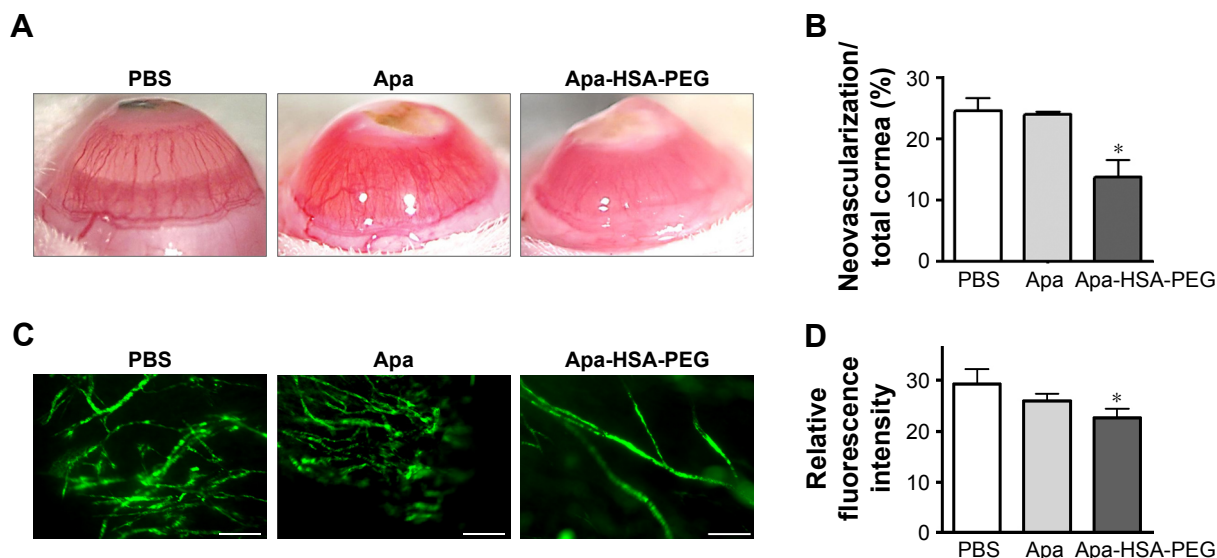 A
PBS
Apa
Apa-HSA-PEG
B
Neovascularization/
total cornea (%)
30
20
10
0
*
PBS
Apa
Apa-HSA-PEG
C
PBS
Apa
Apa-HSA-PEG
D
Relative
fluorescence
intensity
30
20
10
0
*
PBS
Apa
Apa-HSA-PEG